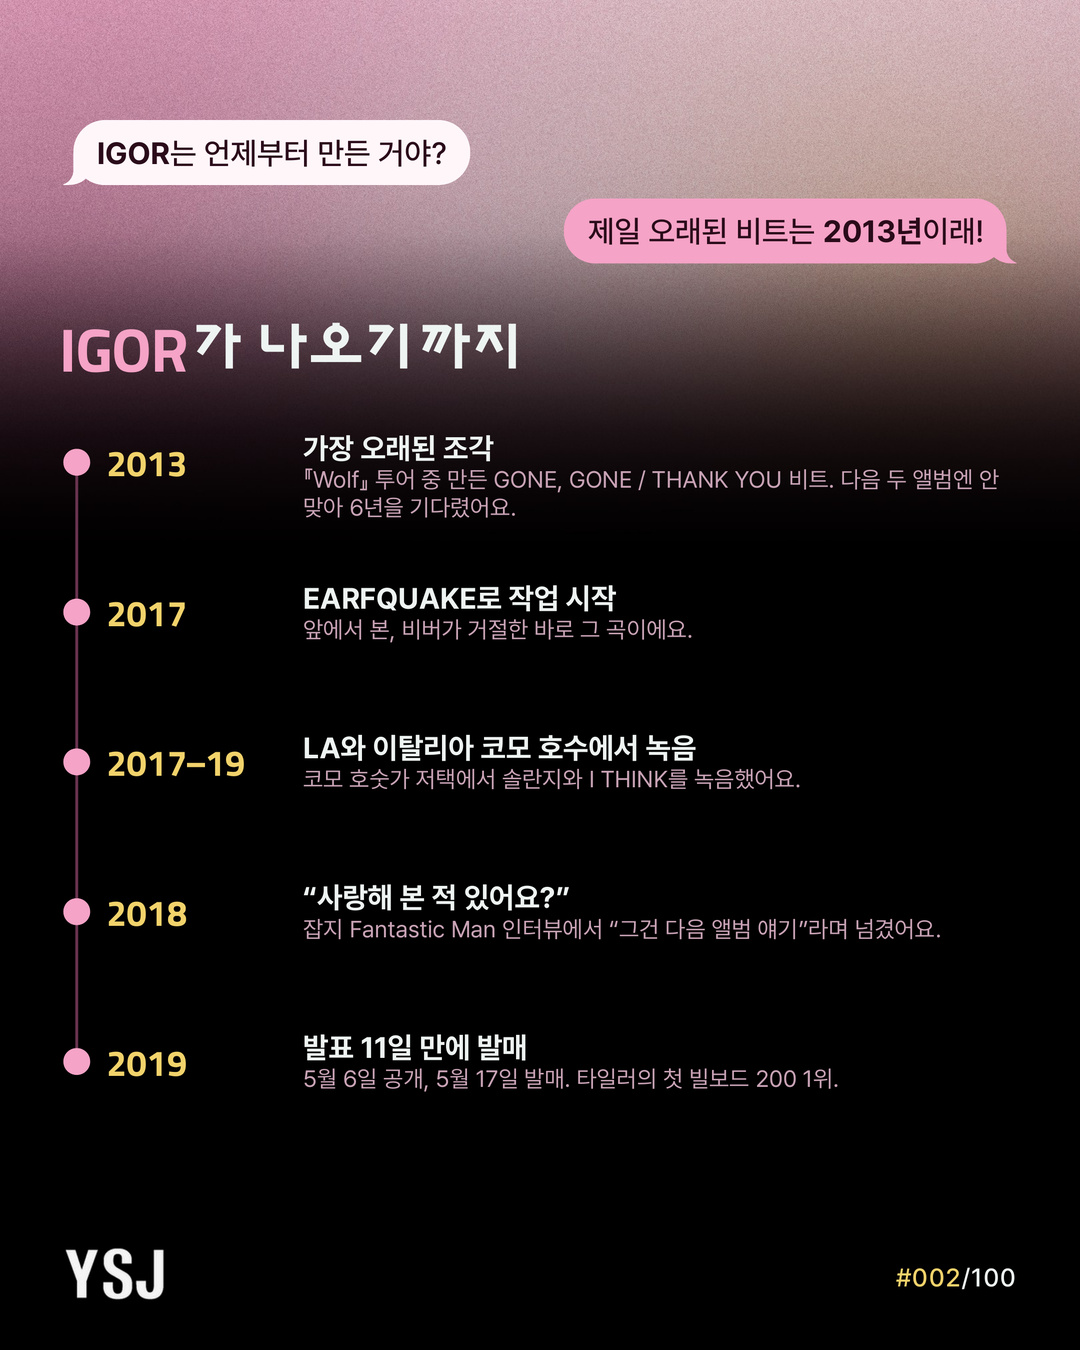 IGOR는 언제부터 만든 거야?
제일 오래된 비트는 2013년이래!
IGOR가 나오기까지
2013
가장 오래된 조각
『Wolf』 투어 중 만든 GONE, GONE / THANK YOU 비트. 다음 두 앨범엔 안
맞아 6년을 기다렸어요.
2017
EARFQUAKE로 작업 시작
앞에서 본, 비버가 거절한 바로 그 곡이에요.
2017–19
LA와 이탈리아 코모 호수에서 녹음
코모 호숫가 저택에서 솔란지와 I THINK를 녹음했어요.
2018
“사랑해 본 적 있어요?”
잡지 Fantastic Man 인터뷰에서 “그건 다음 앨범 얘기”라며 넘겼어요.
2019
발표 11일 만에 발매
5월 6일 공개, 5월 17일 발매. 타일러의 첫 빌보드 200 1위.
YSJ
#002/100